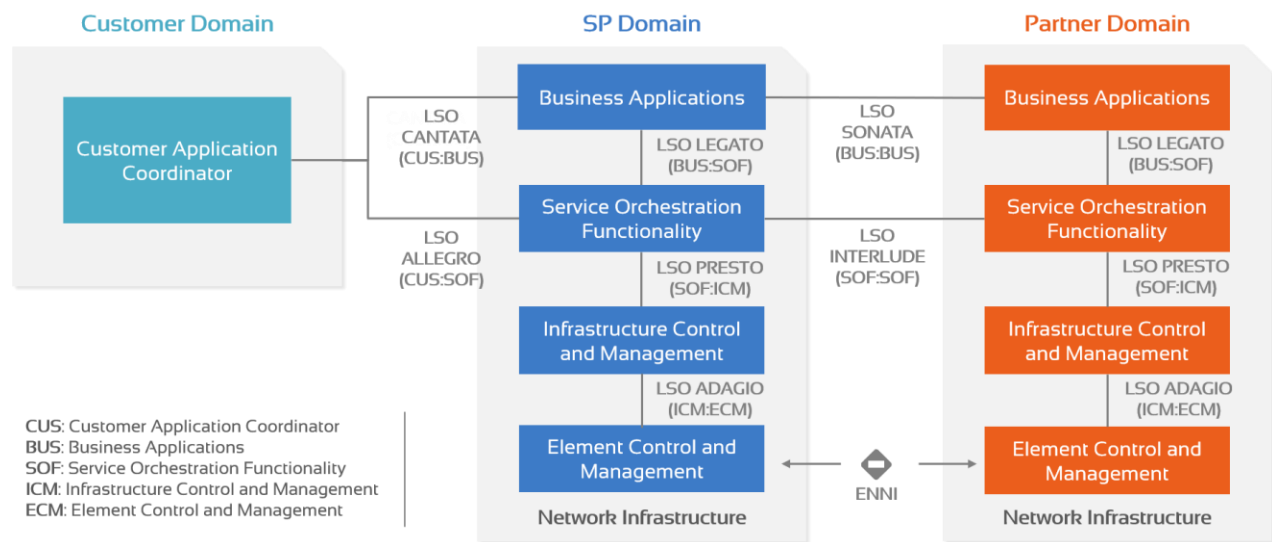 Customer Domain
SP Domain
Partner Domain
Customer Application
Coordinator
LSO
CANTATA
(CUS:BUS)
LSO
ALLEGRO
(CUS:SOF)
Business Applications
LSO LEGATO
(BUS:SOF)
Service Orchestration
Functionality
LSO PRESTO
(SOF:ICM)
Infrastructure Control
and Management
LSO ADAGIO
(ICM:ECM)
Element Control and
Management
Network Infrastructure
LSO
SONATA
(BUS:BUS)
LSO
INTERLUDE
(SOF:SOF)
ENNI
Business Applications
LSO LEGATO
(BUS:SOF)
Service Orchestration
Functionality
LSO PRESTO
(SOF:ICM)
Infrastructure Control
and Management
LSO ADAGIO
(ICM:ECM)
Element Control and
Management
Network Infrastructure
CUS: Customer Application Coordinator
BUS: Business Applications
SOF: Service Orchestration Functionality
ICM: Infrastructure Control and Management
ECM: Element Control and Management